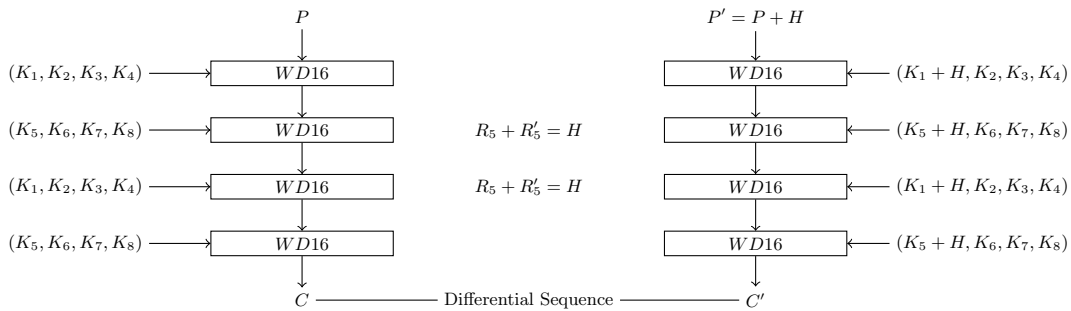 P P′ = P + H
(K₁, K₂, K₃, K₄) WD16 WD16 (K₁ + H, K₂, K₃, K₄)
(K₅, K₆, K₇, K₈) WD16 R₅ + R′₅ = H WD16 (K₅ + H, K₆, K₇, K₈)
(K₁, K₂, K₃, K₄) WD16 R₅ + R′₅ = H WD16 (K₁ + H, K₂, K₃, K₄)
(K₅, K₆, K₇, K₈) WD16 WD16 (K₅ + H, K₆, K₇, K₈)
C Differential Sequence C′